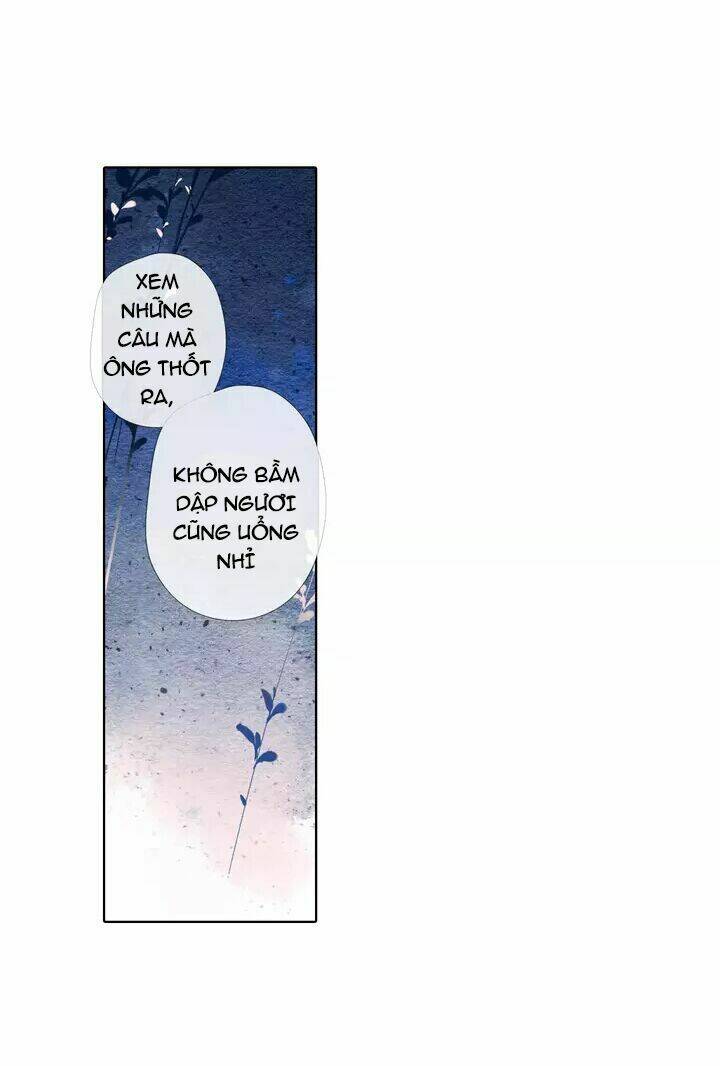 XEM
NHỮNG
CÂU MÀ
ÔNG THỐT
RA,
KHÔNG BẦM
DẬP NGƯƠI
CŨNG UỔNG
NHỈ